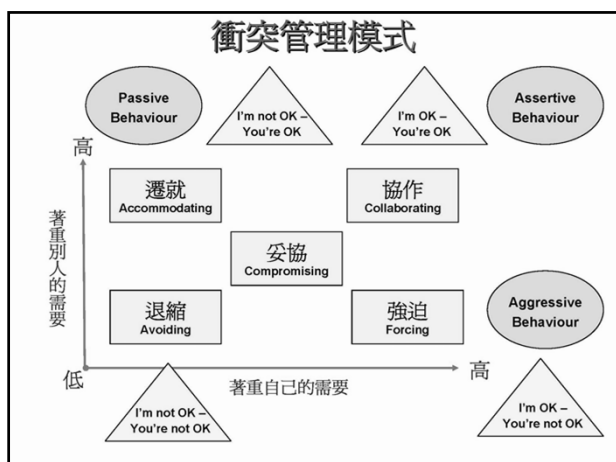 衝突管理模式
Passive
Behaviour
I'm not OK –
You're OK
I'm OK –
You're OK
Assertive
Behaviour
高
遷就
Accommodating
協作
Collaborating
著重別人的需要
妥協
Compromising
退縮
Avoiding
強迫
Forcing
Aggressive
Behaviour
低
著重自己的需要
高
I'm not OK –
You're not OK
I'm OK –
You're not OK